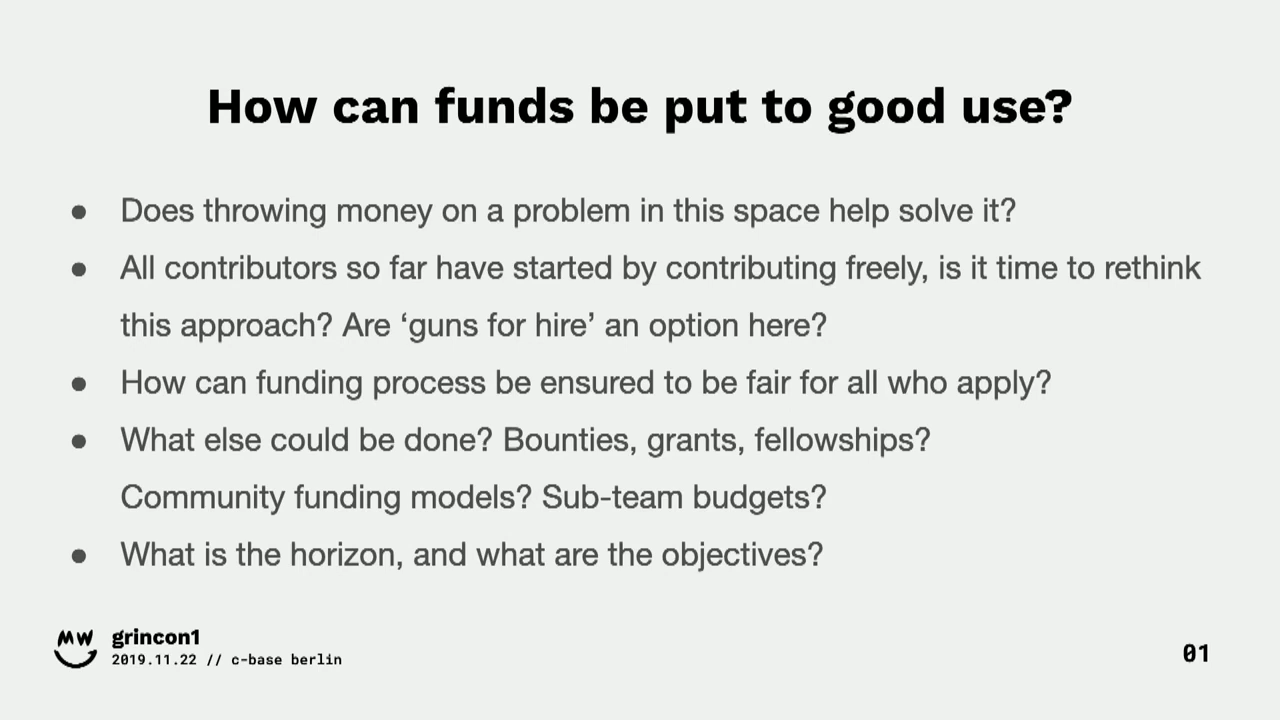 How can funds be put to good use?
● Does throwing money on a problem in this space help solve it?
● All contributors so far have started by contributing freely, is it time to rethink
this approach? Are ‘guns for hire’ an option here?
● How can funding process be ensured to be fair for all who apply?
● What else could be done? Bounties, grants, fellowships?
Community funding models? Sub-team budgets?
● What is the horizon, and what are the objectives?
MW
grincon1
2019.11.22 // c-base berlin
01